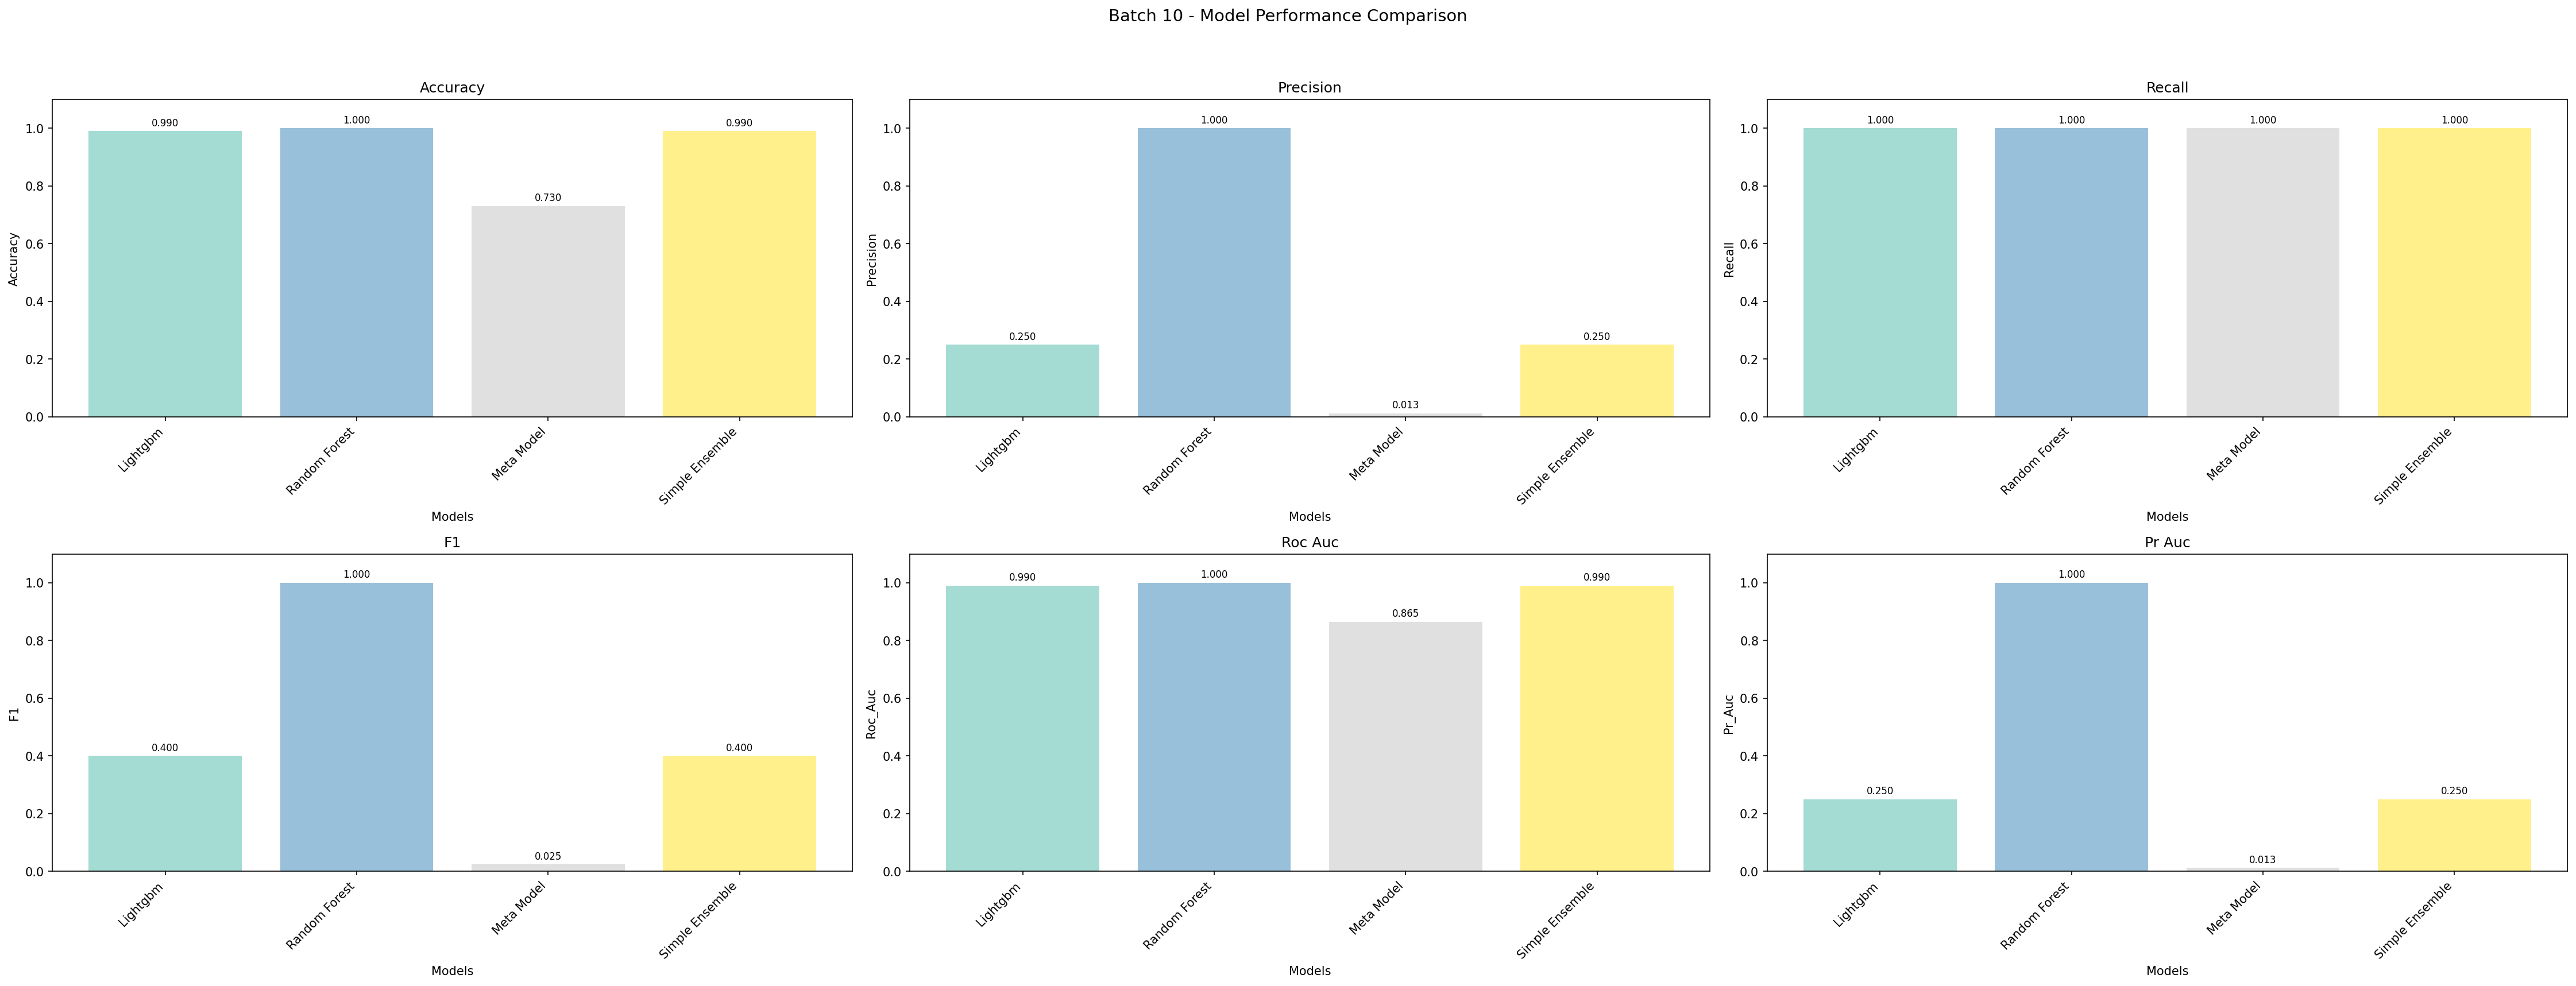 Batch 10 - Model Performance Comparison
Accuracy
Accuracy
1.0
0.8
0.6
0.4
0.2
0.0
0.990
1.000
0.730
0.990
Lightgbm
Random Forest
Meta Model
Simple Ensemble
Models
Precision
Precision
1.0
0.8
0.6
0.4
0.2
0.0
0.250
1.000
0.013
0.250
Lightgbm
Random Forest
Meta Model
Simple Ensemble
Models
Recall
Recall
1.0
0.8
0.6
0.4
0.2
0.0
1.000
1.000
1.000
1.000
Lightgbm
Random Forest
Meta Model
Simple Ensemble
Models
F1
F1
1.0
0.8
0.6
0.4
0.2
0.0
0.400
1.000
0.025
0.400
Lightgbm
Random Forest
Meta Model
Simple Ensemble
Models
Roc Auc
Roc_Auc
1.0
0.8
0.6
0.4
0.2
0.0
0.990
1.000
0.865
0.990
Lightgbm
Random Forest
Meta Model
Simple Ensemble
Models
Pr Auc
Pr_Auc
1.0
0.8
0.6
0.4
0.2
0.0
0.250
1.000
0.013
0.250
Lightgbm
Random Forest
Meta Model
Simple Ensemble
Models